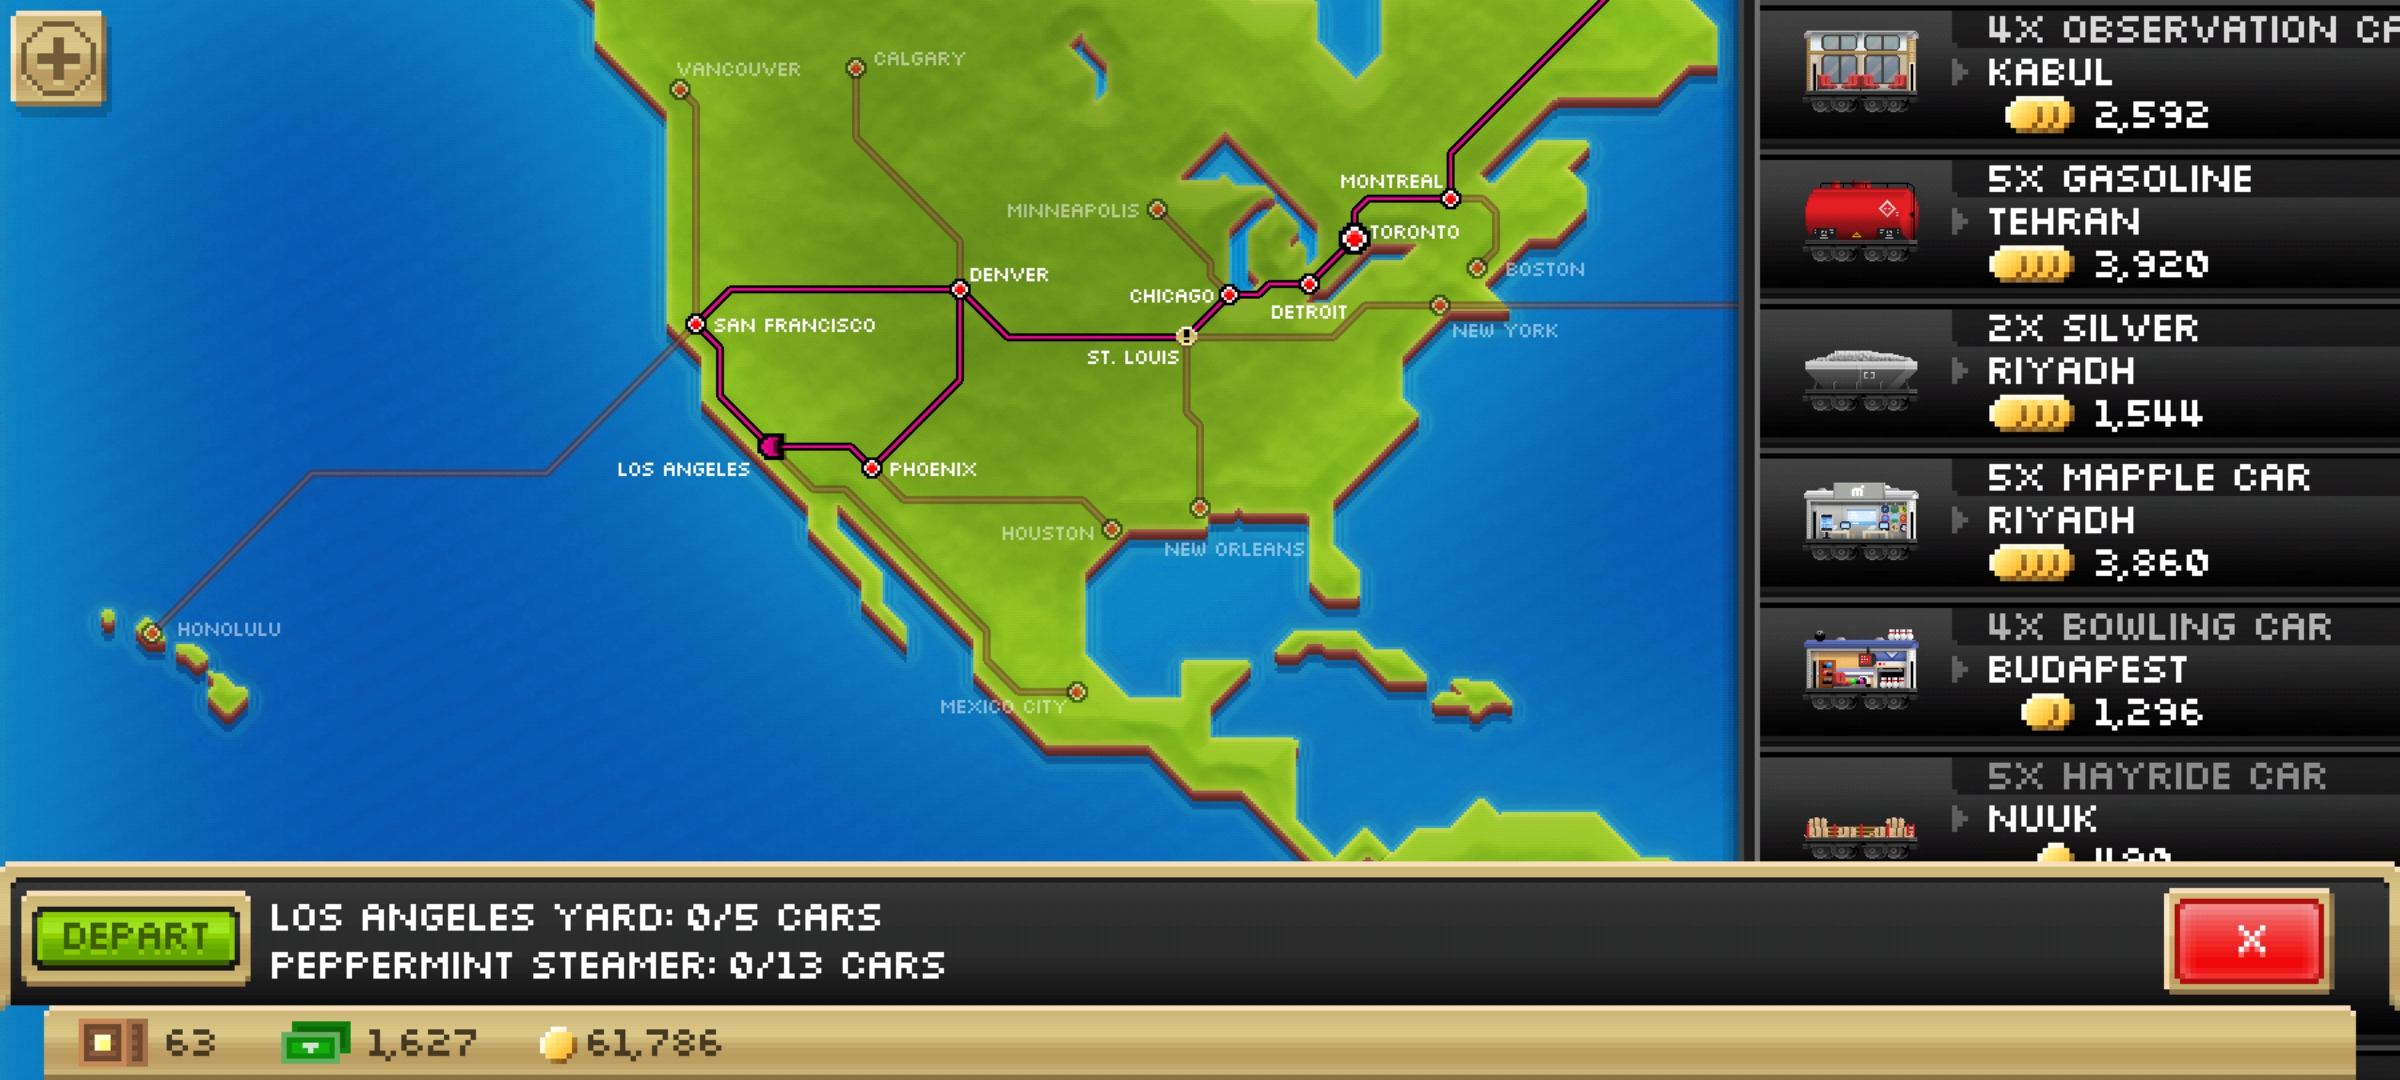 VANCOUVER
CALGARY
MINNEAPOLIS
MONTREAL
TORONTO
BOSTON
DENVER
CHICAGO
DETROIT
NEW YORK
SAN FRANCISCO
ST. LOUIS
LOS ANGELES
PHOENIX
HOUSTON
NEW ORLEANS
HONOLULU
MEXICO CITY
4X OBSERVATION CA
KABUL
2,592
5X GASOLINE
TEHRAN
3,920
2X SILVER
RIYADH
1,544
5X MAPPLE CAR
RIYADH
3,860
4X BOWLING CAR
BUDAPEST
1,296
5X HAYRIDE CAR
NUUK
DEPART
LOS ANGELES YARD: 0/5 CARS
PEPPERMINT STEAMER: 0/13 CARS
X
63
1,627
61,786